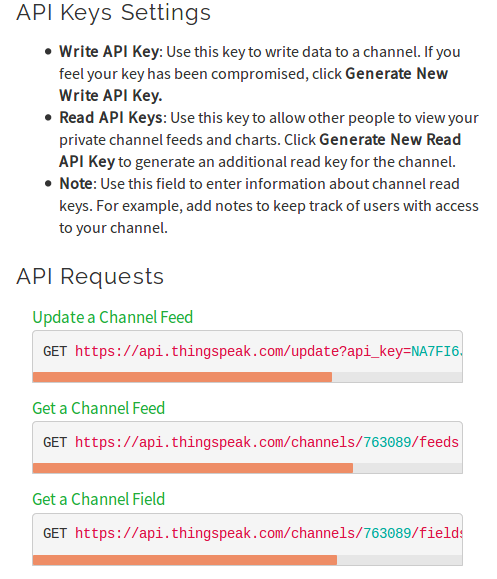 API Keys Settings
• Write API Key: Use this key to write data to a channel. If you
feel your key has been compromised, click Generate New
Write API Key.
• Read API Keys: Use this key to allow other people to view your
private channel feeds and charts. Click Generate New Read
API Key to generate an additional read key for the channel.
• Note: Use this field to enter information about channel read
keys. For example, add notes to keep track of users with access
to your channel.
API Requests
Update a Channel Feed
GET https://api.thingspeak.com/update?api_key=NA7FI6
Get a Channel Feed
GET https://api.thingspeak.com/channels/763089/feeds
Get a Channel Field
GET https://api.thingspeak.com/channels/763089/fields